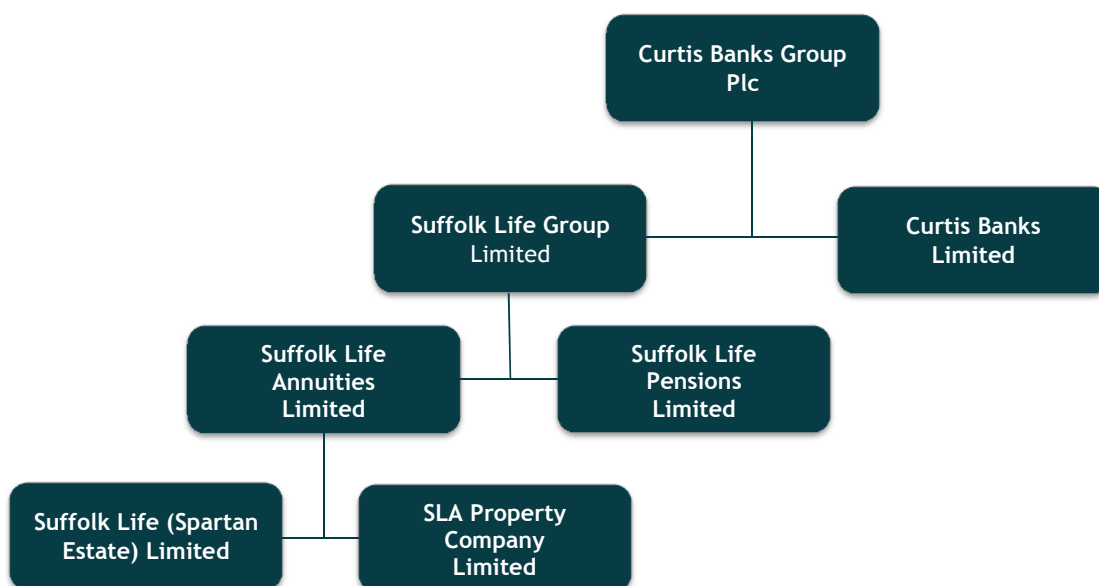 Curtis Banks Group
Plc
Suffolk Life Group
Limited
Curtis Banks
Limited
Suffolk Life
Annuities
Limited
Suffolk Life
Pensions
Limited
Suffolk Life (Spartan
Estate) Limited
SLA Property
Company
Limited